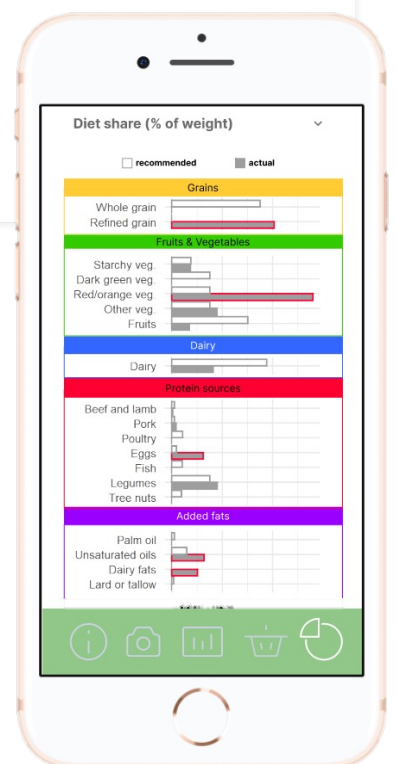 Diet share (% of weight)
recommended actual
Grains
Whole grain
Refined grain
Fruits & Vegetables
Starchy veg.
Dark green veg.
Red/orange veg.
Other veg.
Fruits
Dairy
Dairy
Protein sources
Beef and lamb
Pork
Poultry
Eggs
Fish
Legumes
Tree nuts
Added fats
Palm oil
Unsaturated oils
Dairy fats
Lard or tallow